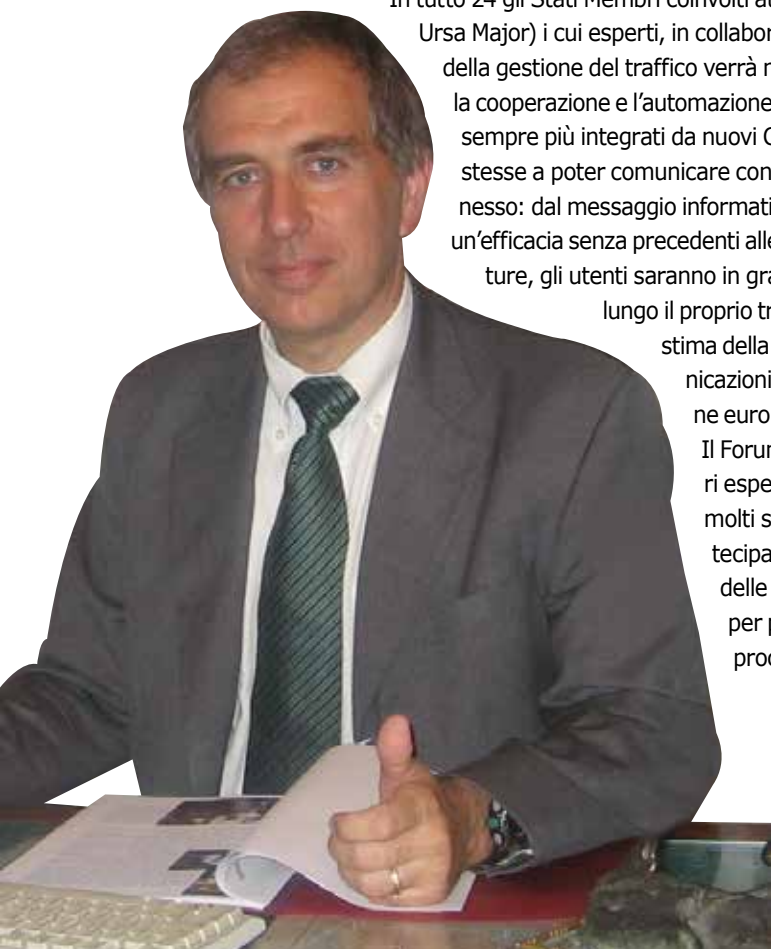 In tutto 24 gli Stati Membri coinvolti
Ursa Major) i cui esperti, in collabor
della gestione del traffico verrà
la cooperazione e l'automazione
sempre più integrati da nuovi
stesse a poter comunicare con
nesso: dal messaggio informati
un'efficacia senza precedenti alle
ture, gli utenti saranno in gra
lungo il proprio
stima della
nicazioni
ne euro
Il Forum
ri espe
molti s
tecipa
delle
per
prod